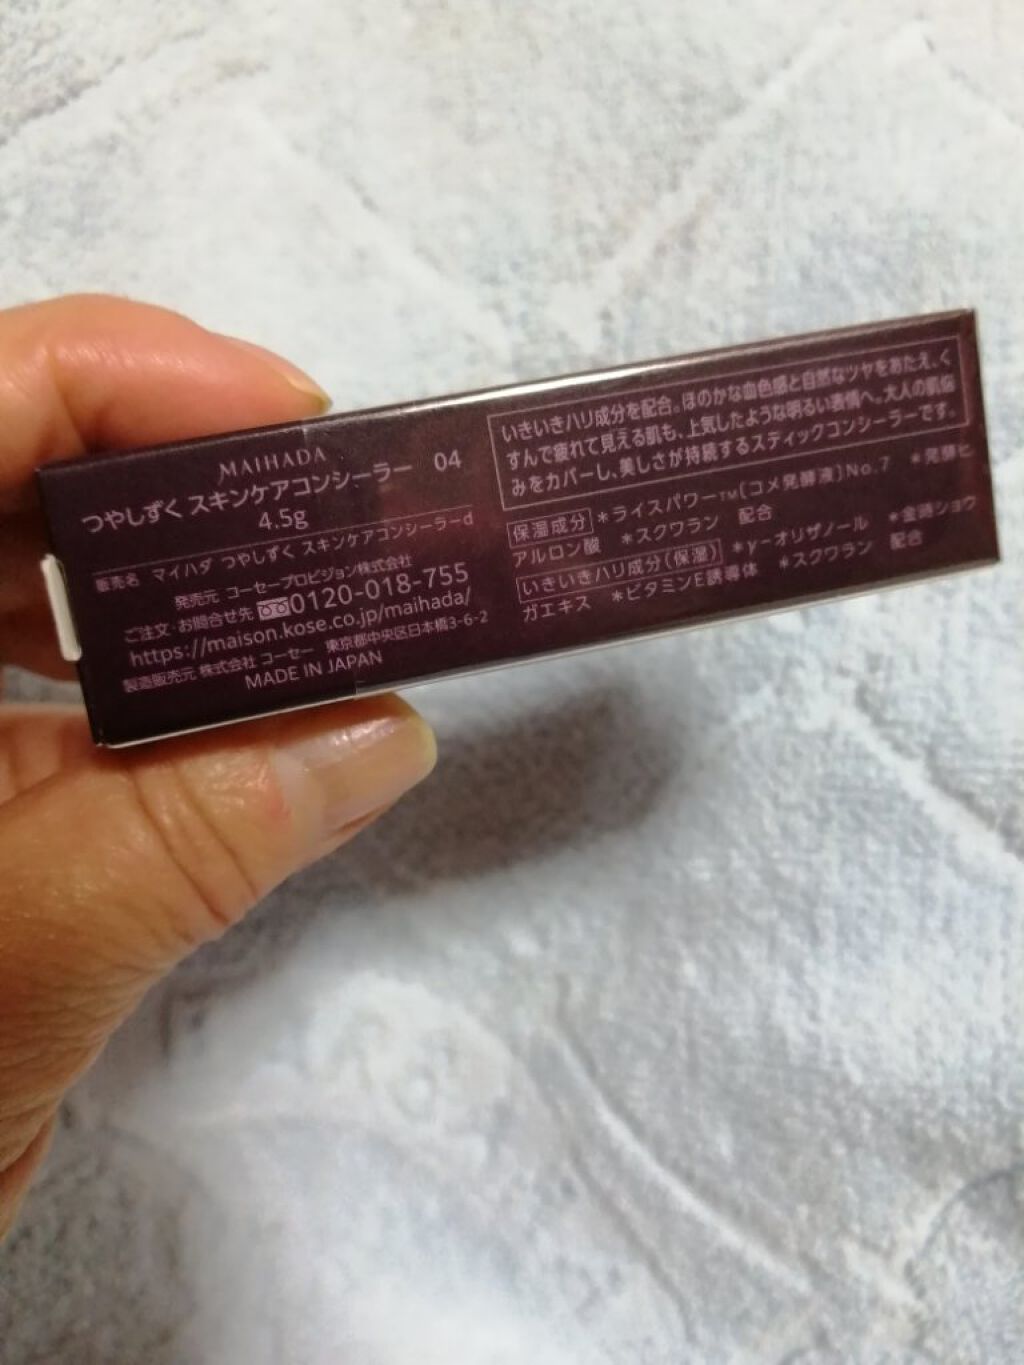 MAIHADA
つやしずく スキンケアコンシーラー 04
4.5g
販売名 マイハダ つやしずく スキンケアコンシーラーd
発売元 コーセープロビジョン株式会社
ご注文・お問合せ先 0120-018-755
https://maison.kose.co.jp/maihada/
製造販売元 株式会社 コーセー 東京都中央区日本橋3-6-2
MADE IN JAPAN
いきいきハリ成分を配合。ほのかな血色感と自然なツヤをあたえ、く
すんで疲れて見える肌も、上気したような明るい表情へ。大人の肌悩
みをカバーし、美しさが持続するスティックコンシーラーです。
保湿成分 *ライスパワー™(コメ発酵液)No.7 *発酵ヒ
アルロン酸 *スクワラン 配合
いきいきハリ成分(保湿) *γ-オリザノール *金時ショウ
ガエキス *ビタミンE誘導体 *スクワラン 配合